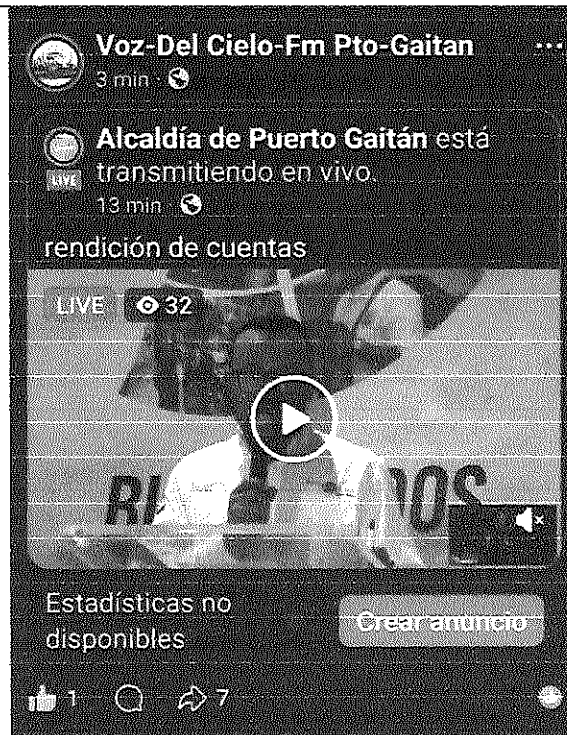 Voz-Del Cielo-Fm Pto-Gaitan
3 min
Alcaldía de Puerto Gaitán está
LIVE
transmitiendo en vivo.
13 min
rendición de cuentas
LIVE
32
Estadísticas no
disponibles
Crear anuncio
1
7